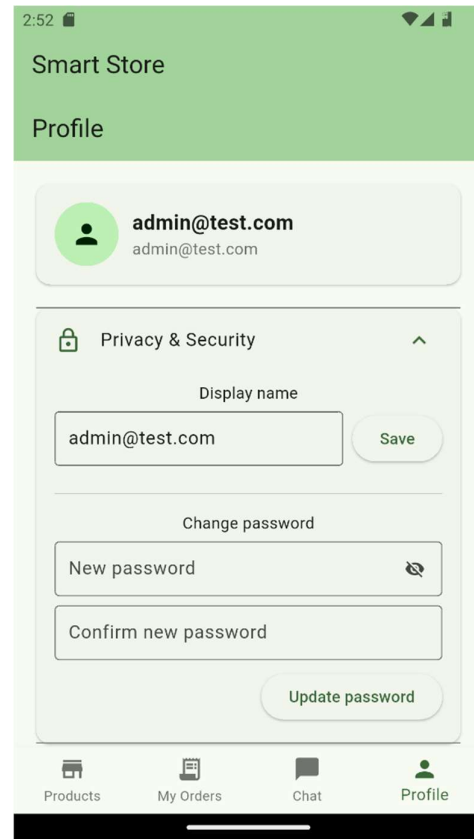 2:52
Smart Store
Profile
admin@test.com
admin@test.com
Privacy & Security
Display name
admin@test.com
Save
Change password
New password
Confirm new password
Update password
Products
My Orders
Chat
Profile